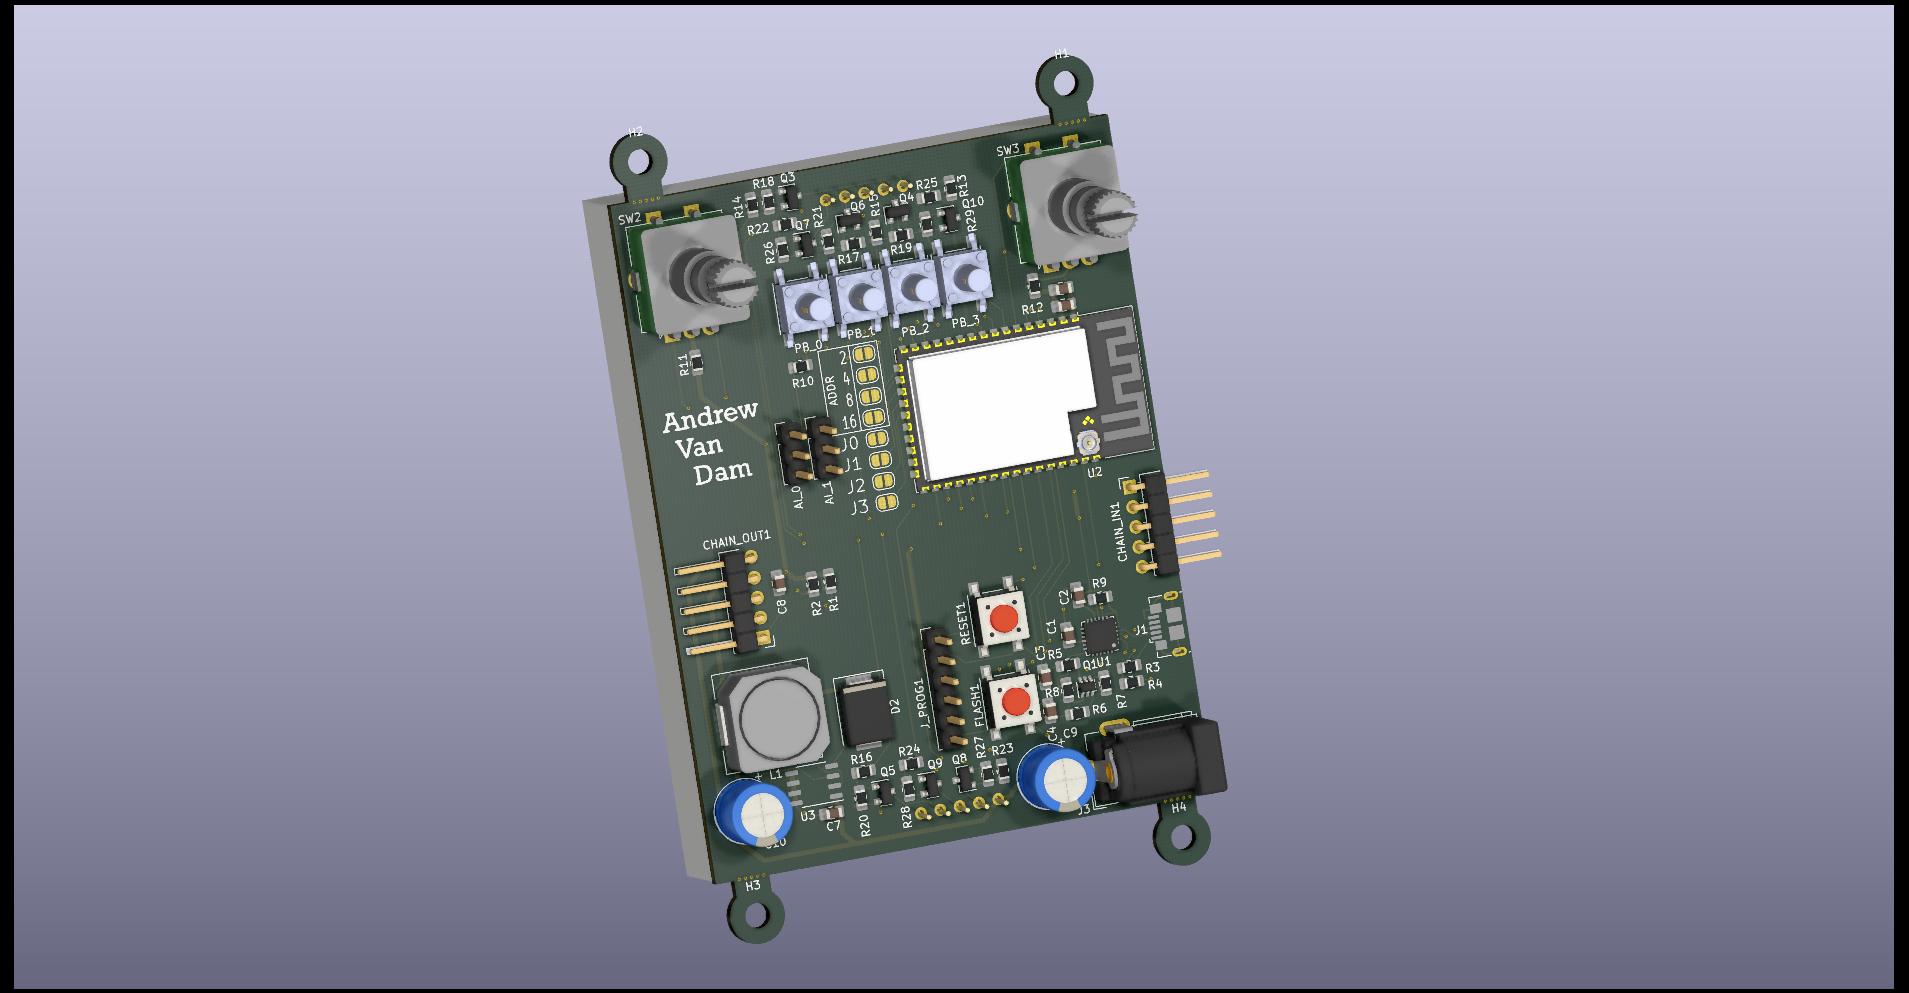 H1
H2
SW3
SW2
R18
Q3
R14
R21
Q6
R15
Q4
R25
R13
Q10
R29
R22
Q7
R26
R17
R19
R12
PB_0
PB_1
PB_2
PB_3
R11
R10
ADDR
2
4
8
16
J0
J1
J2
J3
Andrew
Van
Dam
AI_0
AI_1
U2
CHAIN_IN1
CHAIN_OUT1
C8
R2
R1
RESET1
C2
R9
C1
J1
C3
R5
Q1
U1
R3
R4
R8
R7
R6
FLASH1
J_PROG1
D2
C4
C9
L1
R16
Q5
R24
Q9
Q8
R27
R23
U3
C7
R20
R28
J3
H4
H3